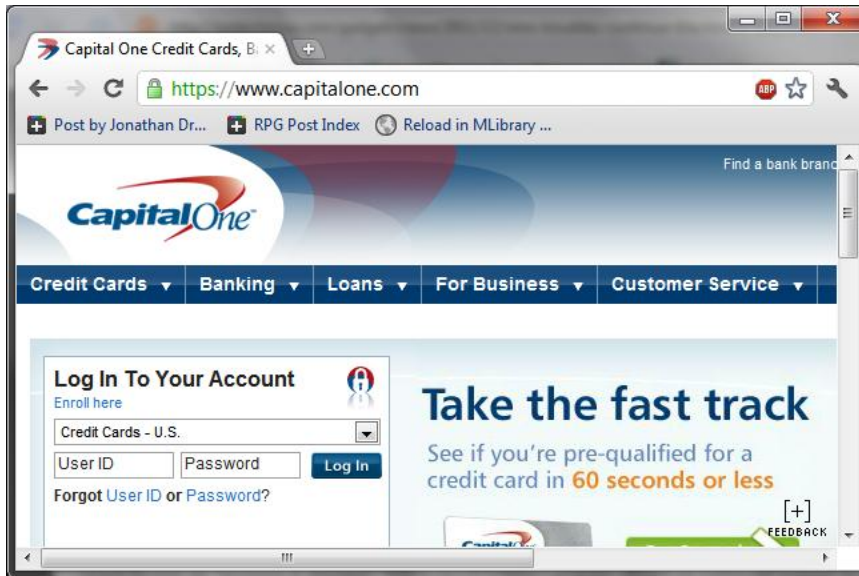 Capital One Credit Cards, B
https://www.capitalone.com
ABP
Post by Jonathan Dr... RPG Post Index Reload in MLibrary ...
Find a bank branc
CapitalOne
Credit Cards Banking Loans For Business Customer Service
Log In To Your Account
Enroll here
Credit Cards - U.S.
User ID Password Log In
Forgot User ID or Password?
Take the fast track
See if you're pre-qualified for a
credit card in 60 seconds or less
[+]
FEEDBACK